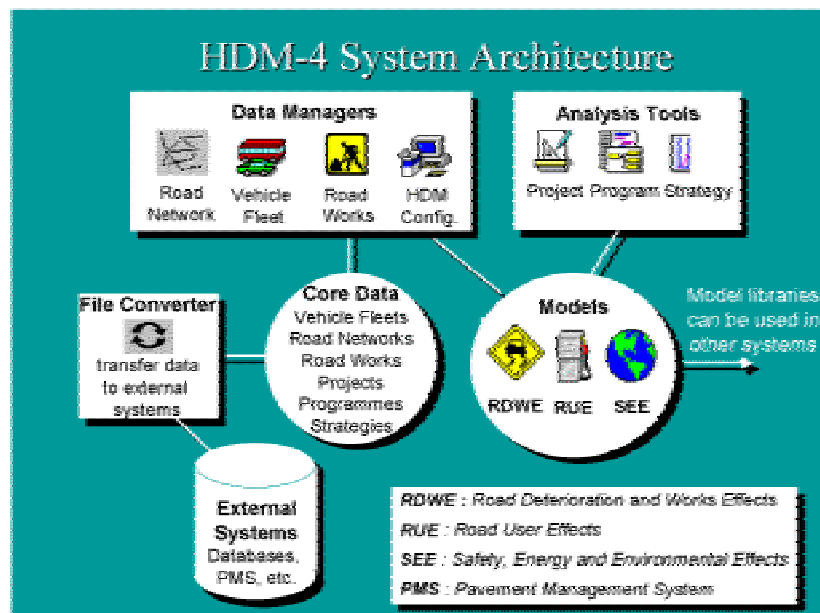 HDM-4 System Architecture
Data Managers
Road
Network
Vehicle
Fleet
Road
Works
HDM
Config.
Analysis Tools
Project Program Strategy
File Converter
transfer data
to external
systems
Core Data
Vehicle Fleets
Road Networks
Road Works
Projects
Programmes
Strategies
Models
RDWE RUE SEE
Model libraries
can be used in
other systems
External
Systems
Databases,
PMS, etc.
RDWE : Road Deterioration and Works Effects
RUE : Road User Effects
SEE : Safety, Energy and Environmental Effects
PMS : Pavement Management System